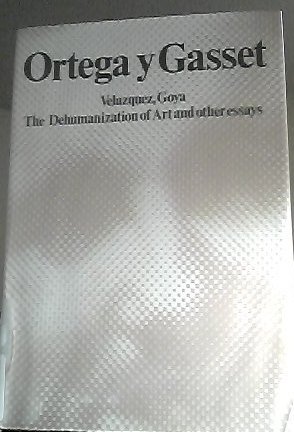 Ortega y Gasset
Velazquez, Goya
The Dehumanization of Art and other essays